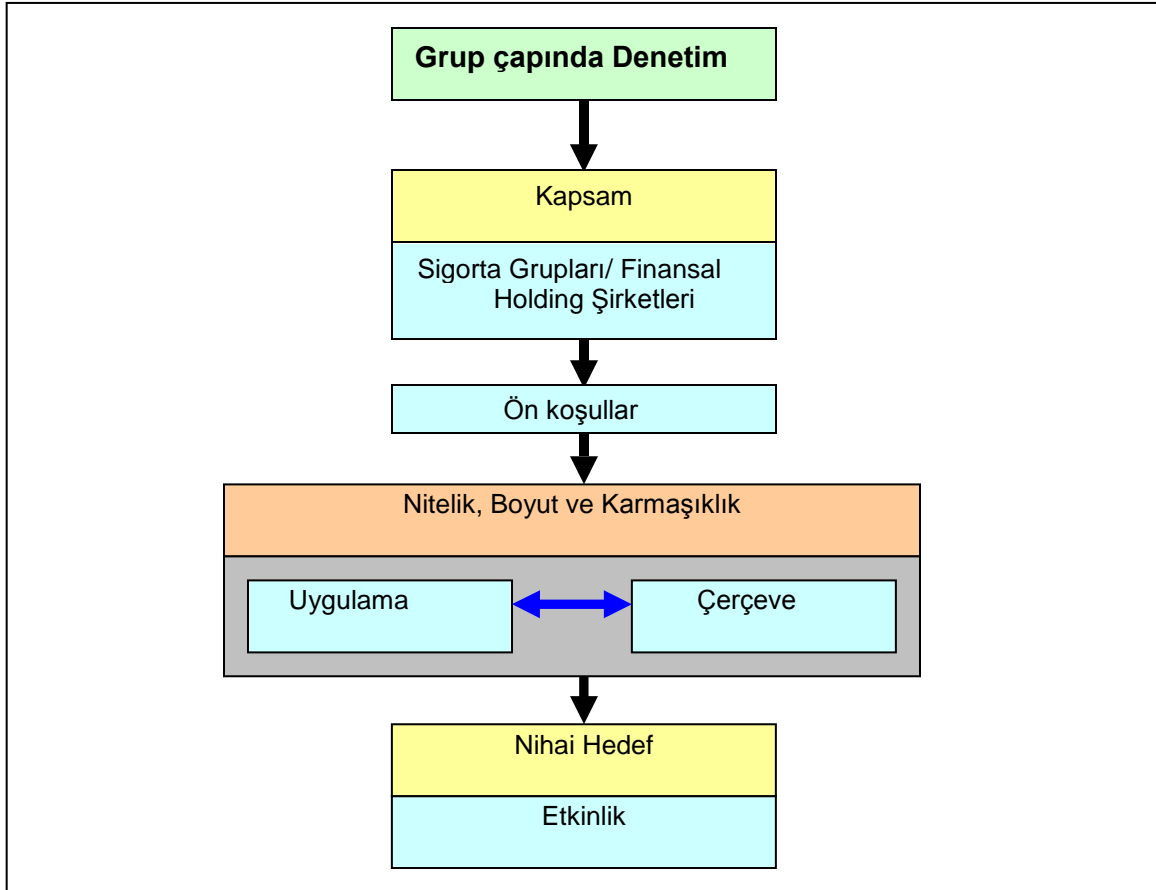 Grup çapında Denetim
Kapsam
Sigorta Grupları/ Finansal
Holding Şirketleri
Ön koşullar
Nitelik, Boyut ve Karmaşıklık
Uygulama
Çerçeve
Nihai Hedef
Etkinlik